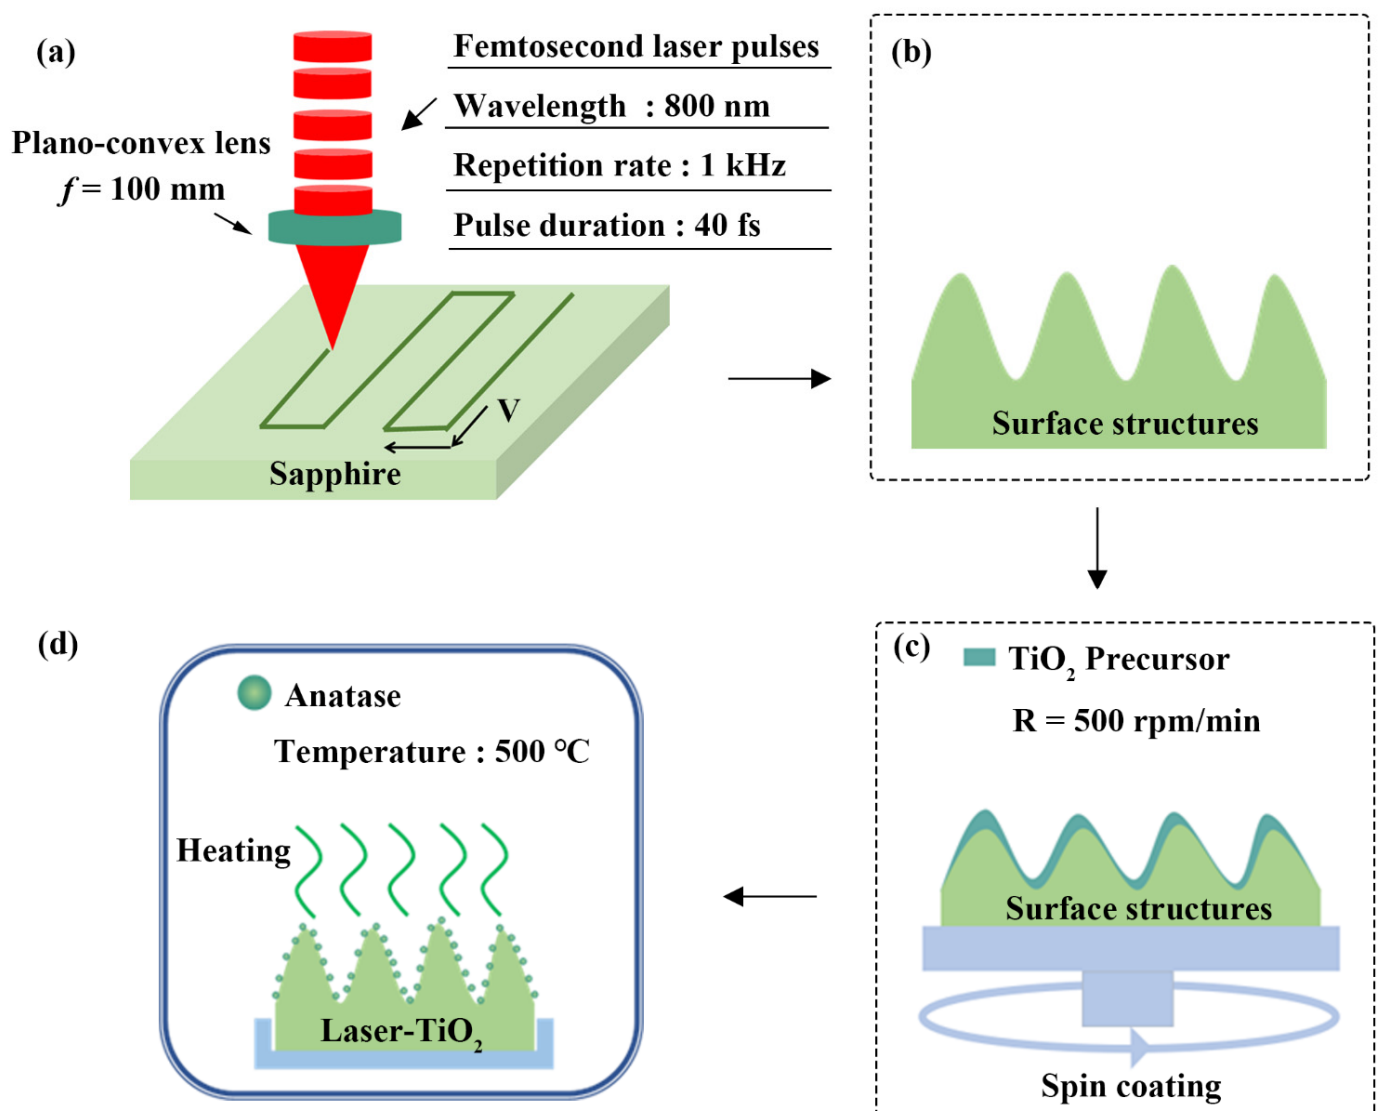 (a)
Femtosecond laser pulses
Wavelength : 800 nm
Repetition rate : 1 kHz
Pulse duration : 40 fs
Plano-convex lens
f = 100 mm
V
Sapphire
(b)
Surface structures
(c)
TiO₂ Precursor
R = 500 rpm/min
Surface structures
Spin coating
(d)
Anatase
Temperature : 500 °C
Heating
Laser-TiO₂